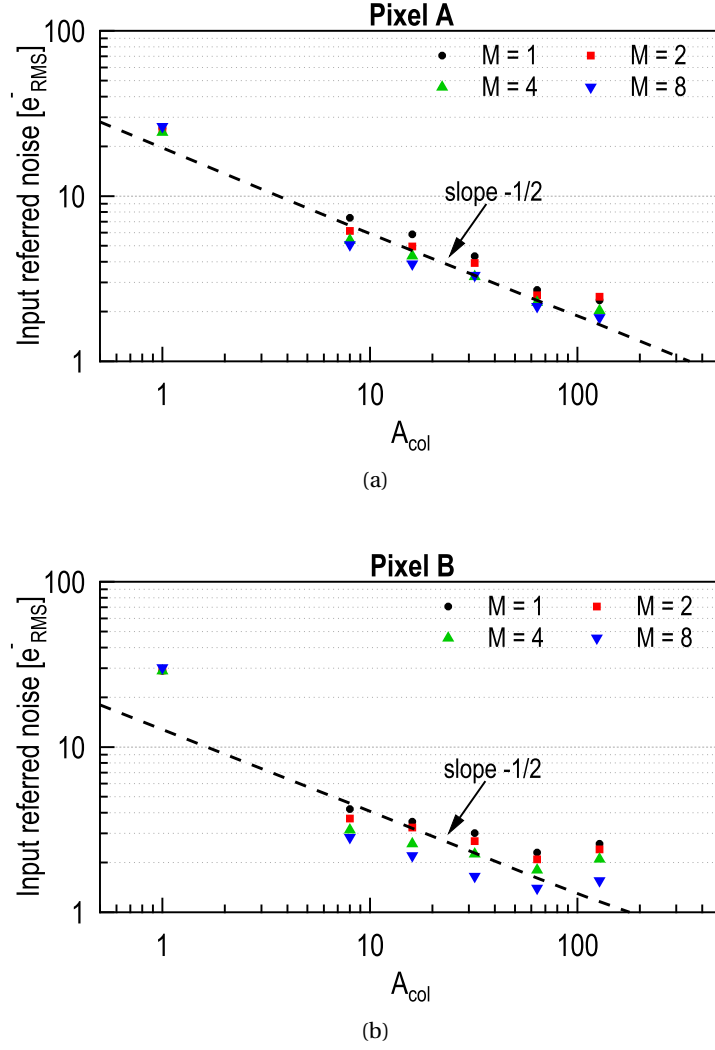 Pixel A
M = 1 M = 2
M = 4 M = 8
slope -1/2
Input referred noise [e⁻RMS]
100
10
1
1 10 100
Acol
(a)
Pixel B
M = 1 M = 2
M = 4 M = 8
slope -1/2
Input referred noise [e⁻RMS]
100
10
1
1 10 100
Acol
(b)